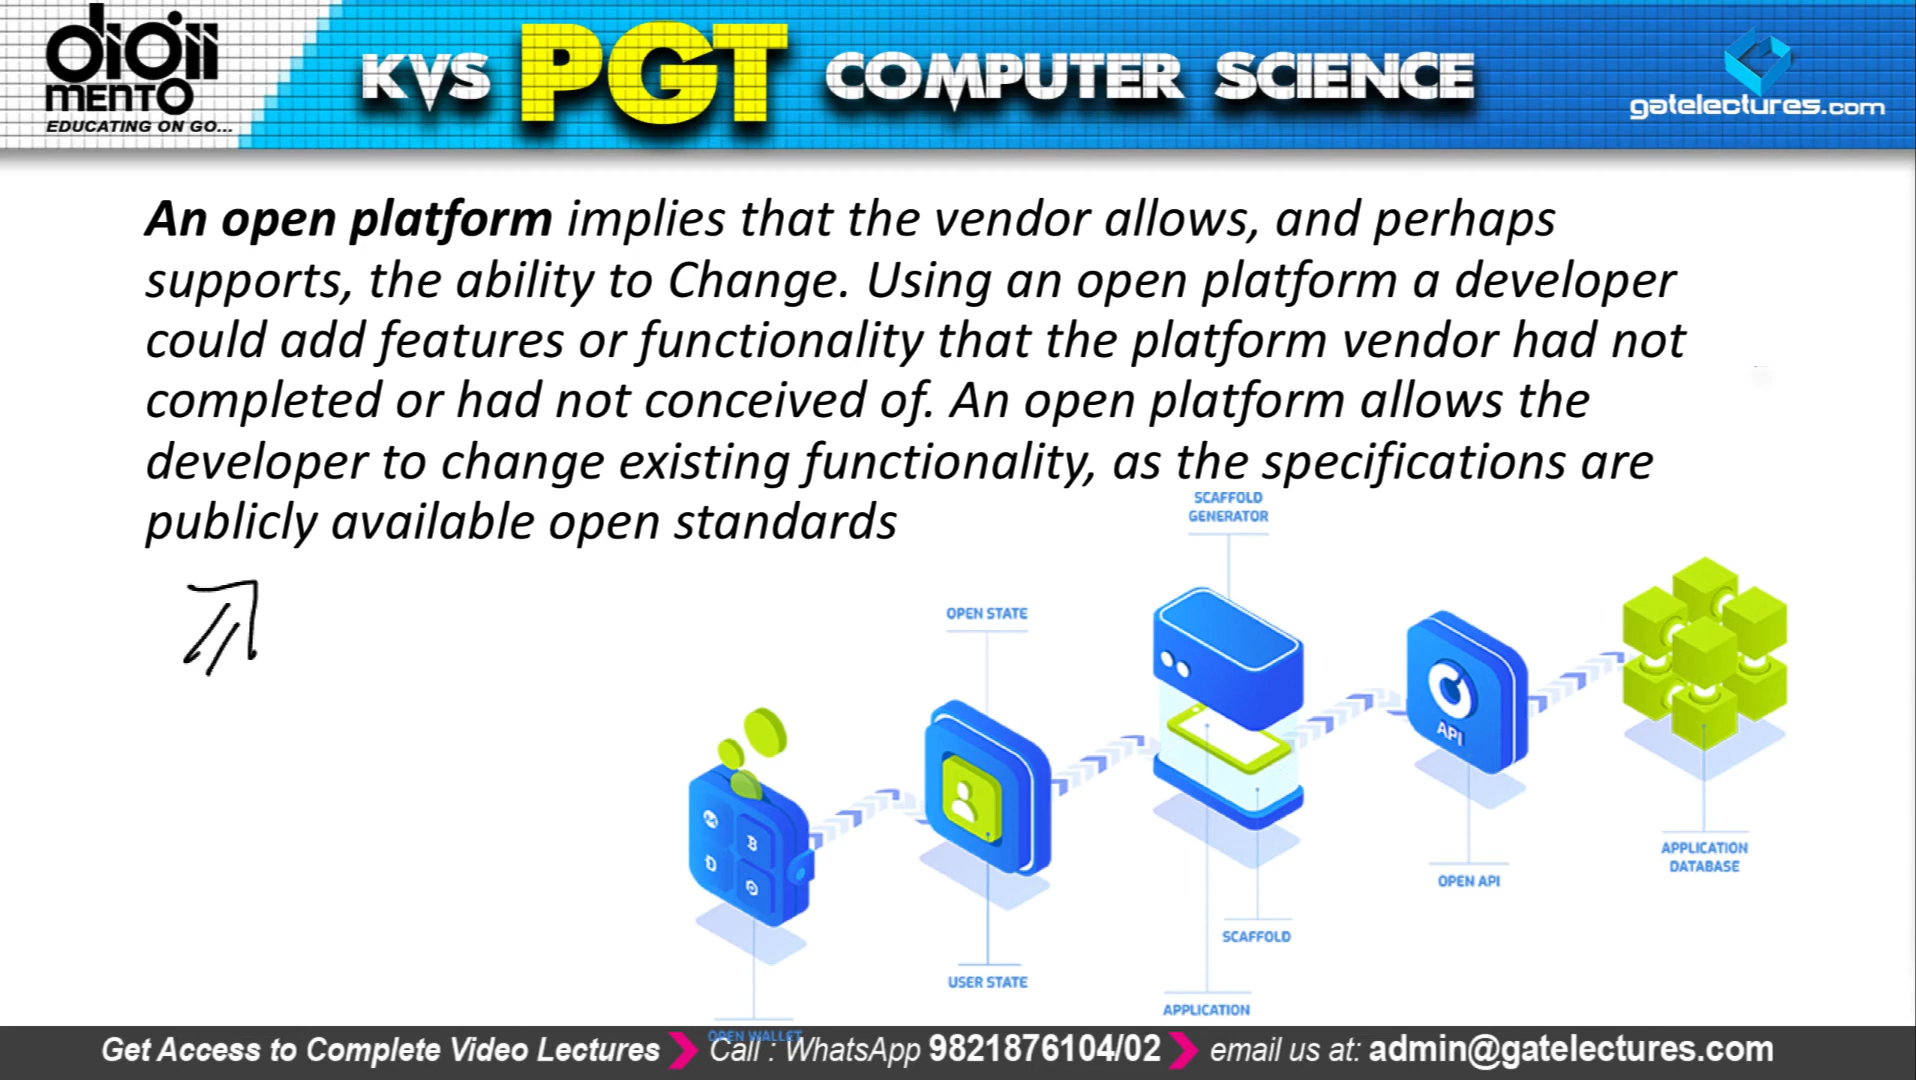 digii
MENTO
EDUCATING ON GO...
KVS PGT COMPUTER SCIENCE
gatelectures.com
An open platform implies that the vendor allows, and perhaps
supports, the ability to Change. Using an open platform a developer
could add features or functionality that the platform vendor had not
completed or had not conceived of. An open platform allows the
developer to change existing functionality, as the specifications are
publicly available open standards
SCAFFOLD
GENERATOR
OPEN STATE
API
APPLICATION
DATABASE
OPEN API
SCAFFOLD
USER STATE
APPLICATION
OPEN WALLET
Get Access to Complete Video Lectures Call : WhatsApp 9821876104/02 email us at: admin@gatelectures.com